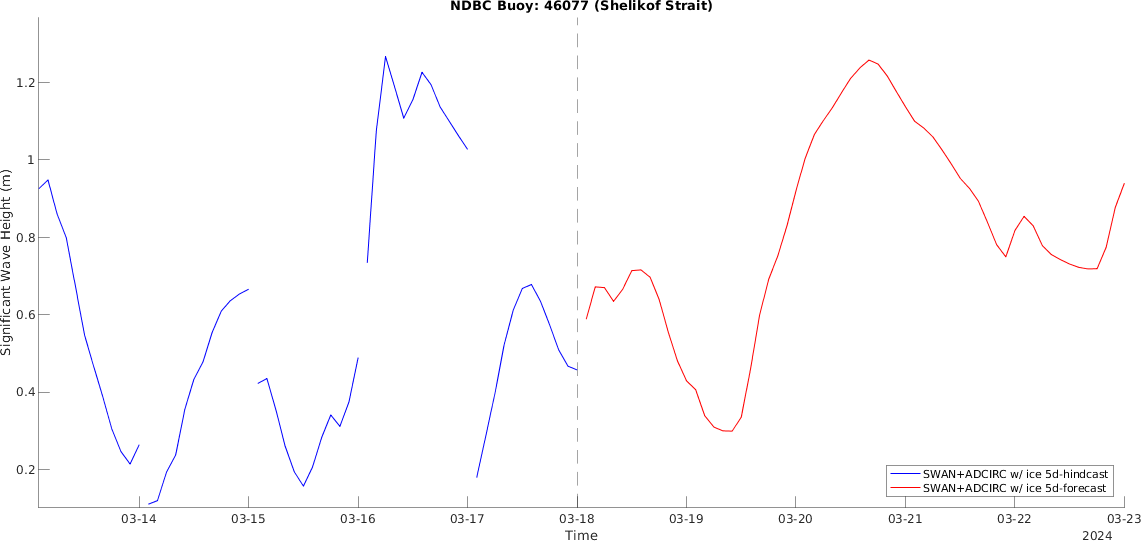 NDBC Buoy: 46077 (Shelikof Strait)
Significant Wave Height (m)
1.2
1
0.8
0.6
0.4
0.2
SWAN+ADCIRC w/ ice 5d-hindcast
SWAN+ADCIRC w/ ice 5d-forecast
03-14 03-15 03-16 03-17 03-18 03-19 03-20 03-21 03-22 03-23
Time
2024